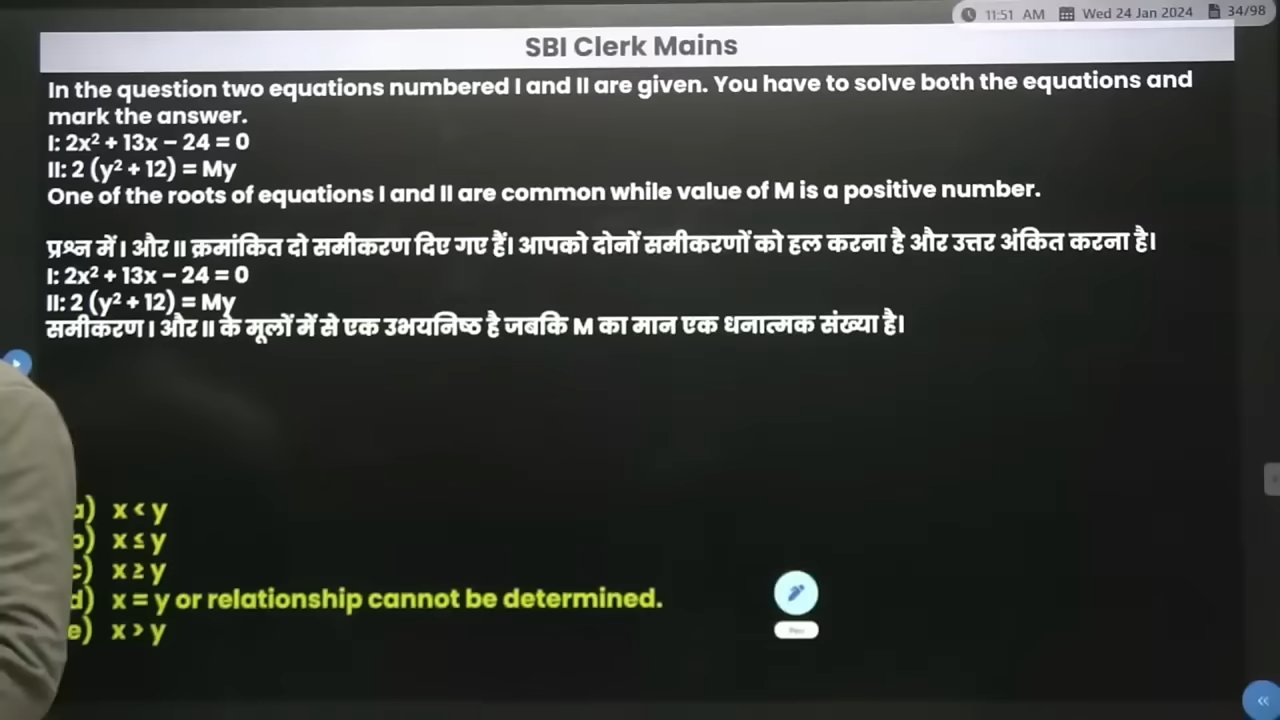 11:51 AM Wed 24 Jan 2024 34/98
SBI Clerk Mains
In the question two equations numbered I and II are given. You have to solve both the equations and
mark the answer.
I: 2x² + 13x – 24 = 0
II: 2 (y² + 12) = My
One of the roots of equations I and II are common while value of M is a positive number.
प्रश्न में I और II क्रमांकित दो समीकरण दिए गए हैं। आपको दोनों समीकरणों को हल करना है और उत्तर अंकित करना है।
I: 2x² + 13x – 24 = 0
II: 2 (y² + 12) = My
समीकरण I और II के मूलों में से एक उभयनिष्ठ है जबकि M का मान एक धनात्मक संख्या है।
a) x < y
b) x ≤ y
c) x ≥ y
d) x = y or relationship cannot be determined.
e) x > y
Pen